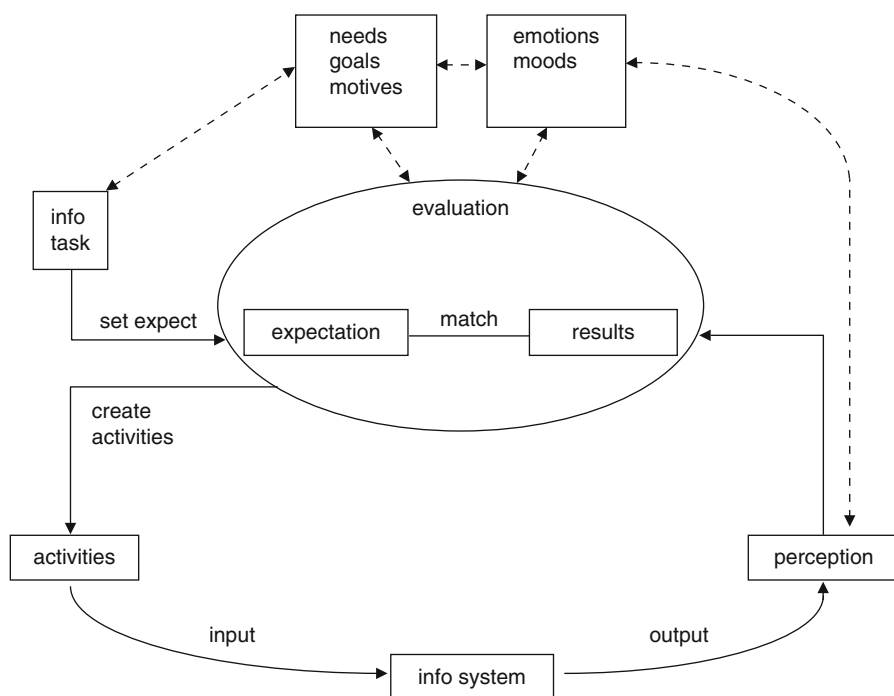 needs
goals
motives
emotions
moods
info
task
evaluation
set expect
expectation
match
results
create
activities
activities
perception
input
output
info system